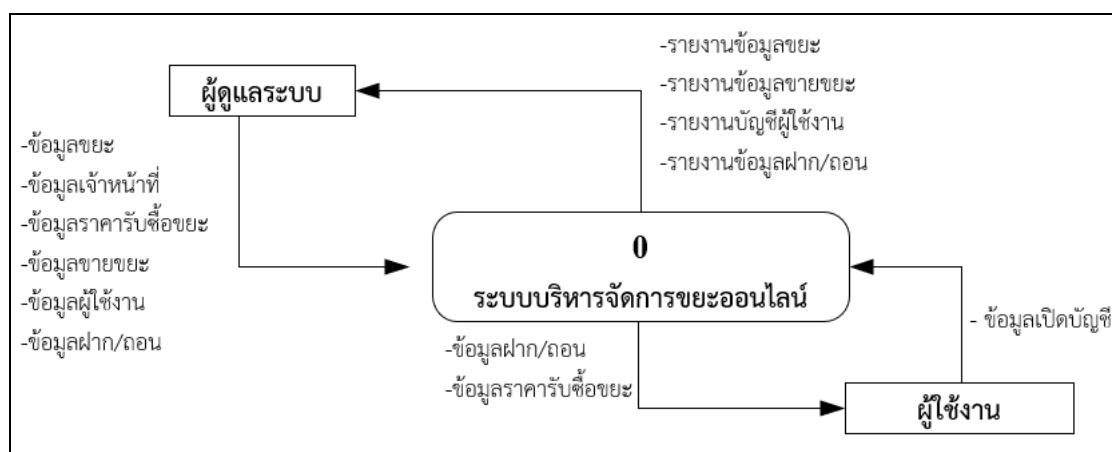 -รายงานข้อมูลขยะ
-รายงานข้อมูลขายขยะ
-รายงานบัญชีผู้ใช้งาน
-รายงานข้อมูลฝาก/ถอน
ผู้ดูแลระบบ
-ข้อมูลขยะ
-ข้อมูลเจ้าหน้าที่
-ข้อมูลราคารับซื้อขยะ
-ข้อมูลขายขยะ
-ข้อมูลผู้ใช้งาน
-ข้อมูลฝาก/ถอน
0
ระบบบริหารจัดการขยะออนไลน์
-ข้อมูลฝาก/ถอน
-ข้อมูลราคารับซื้อขยะ
- ข้อมูลเปิดบัญชี
ผู้ใช้งาน